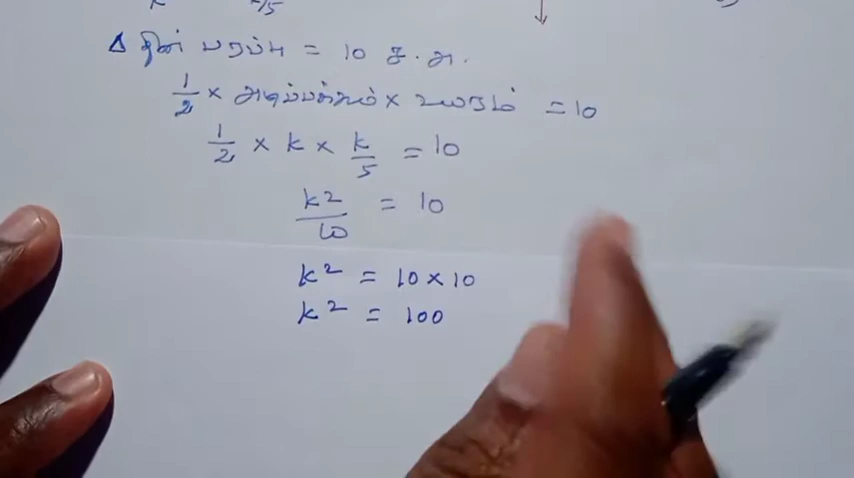 Δ தின் பரப்பு = 10 ச.அ.
1/2 × அடிப்பக்கம் × உயரம் = 10
1/2 × k × k/5 = 10
k²/10 = 10
k² = 10 × 10
k² = 100